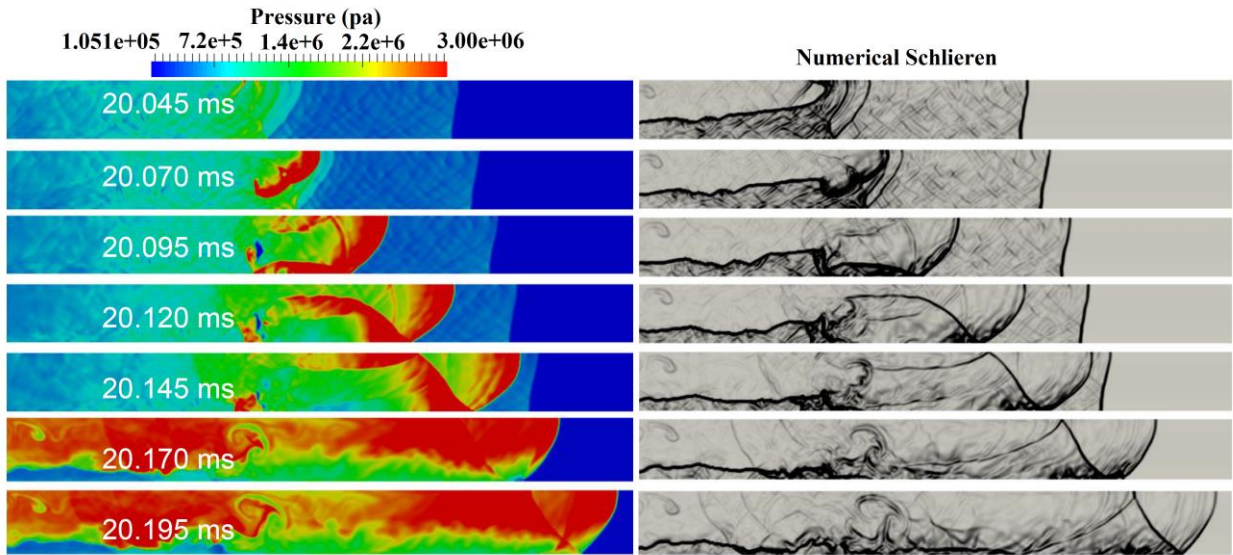 Pressure (pa)
1.051e+05 7.2e+5 1.4e+6 2.2e+6 3.00e+06
Numerical Schlieren
20.045 ms
20.070 ms
20.095 ms
20.120 ms
20.145 ms
20.170 ms
20.195 ms